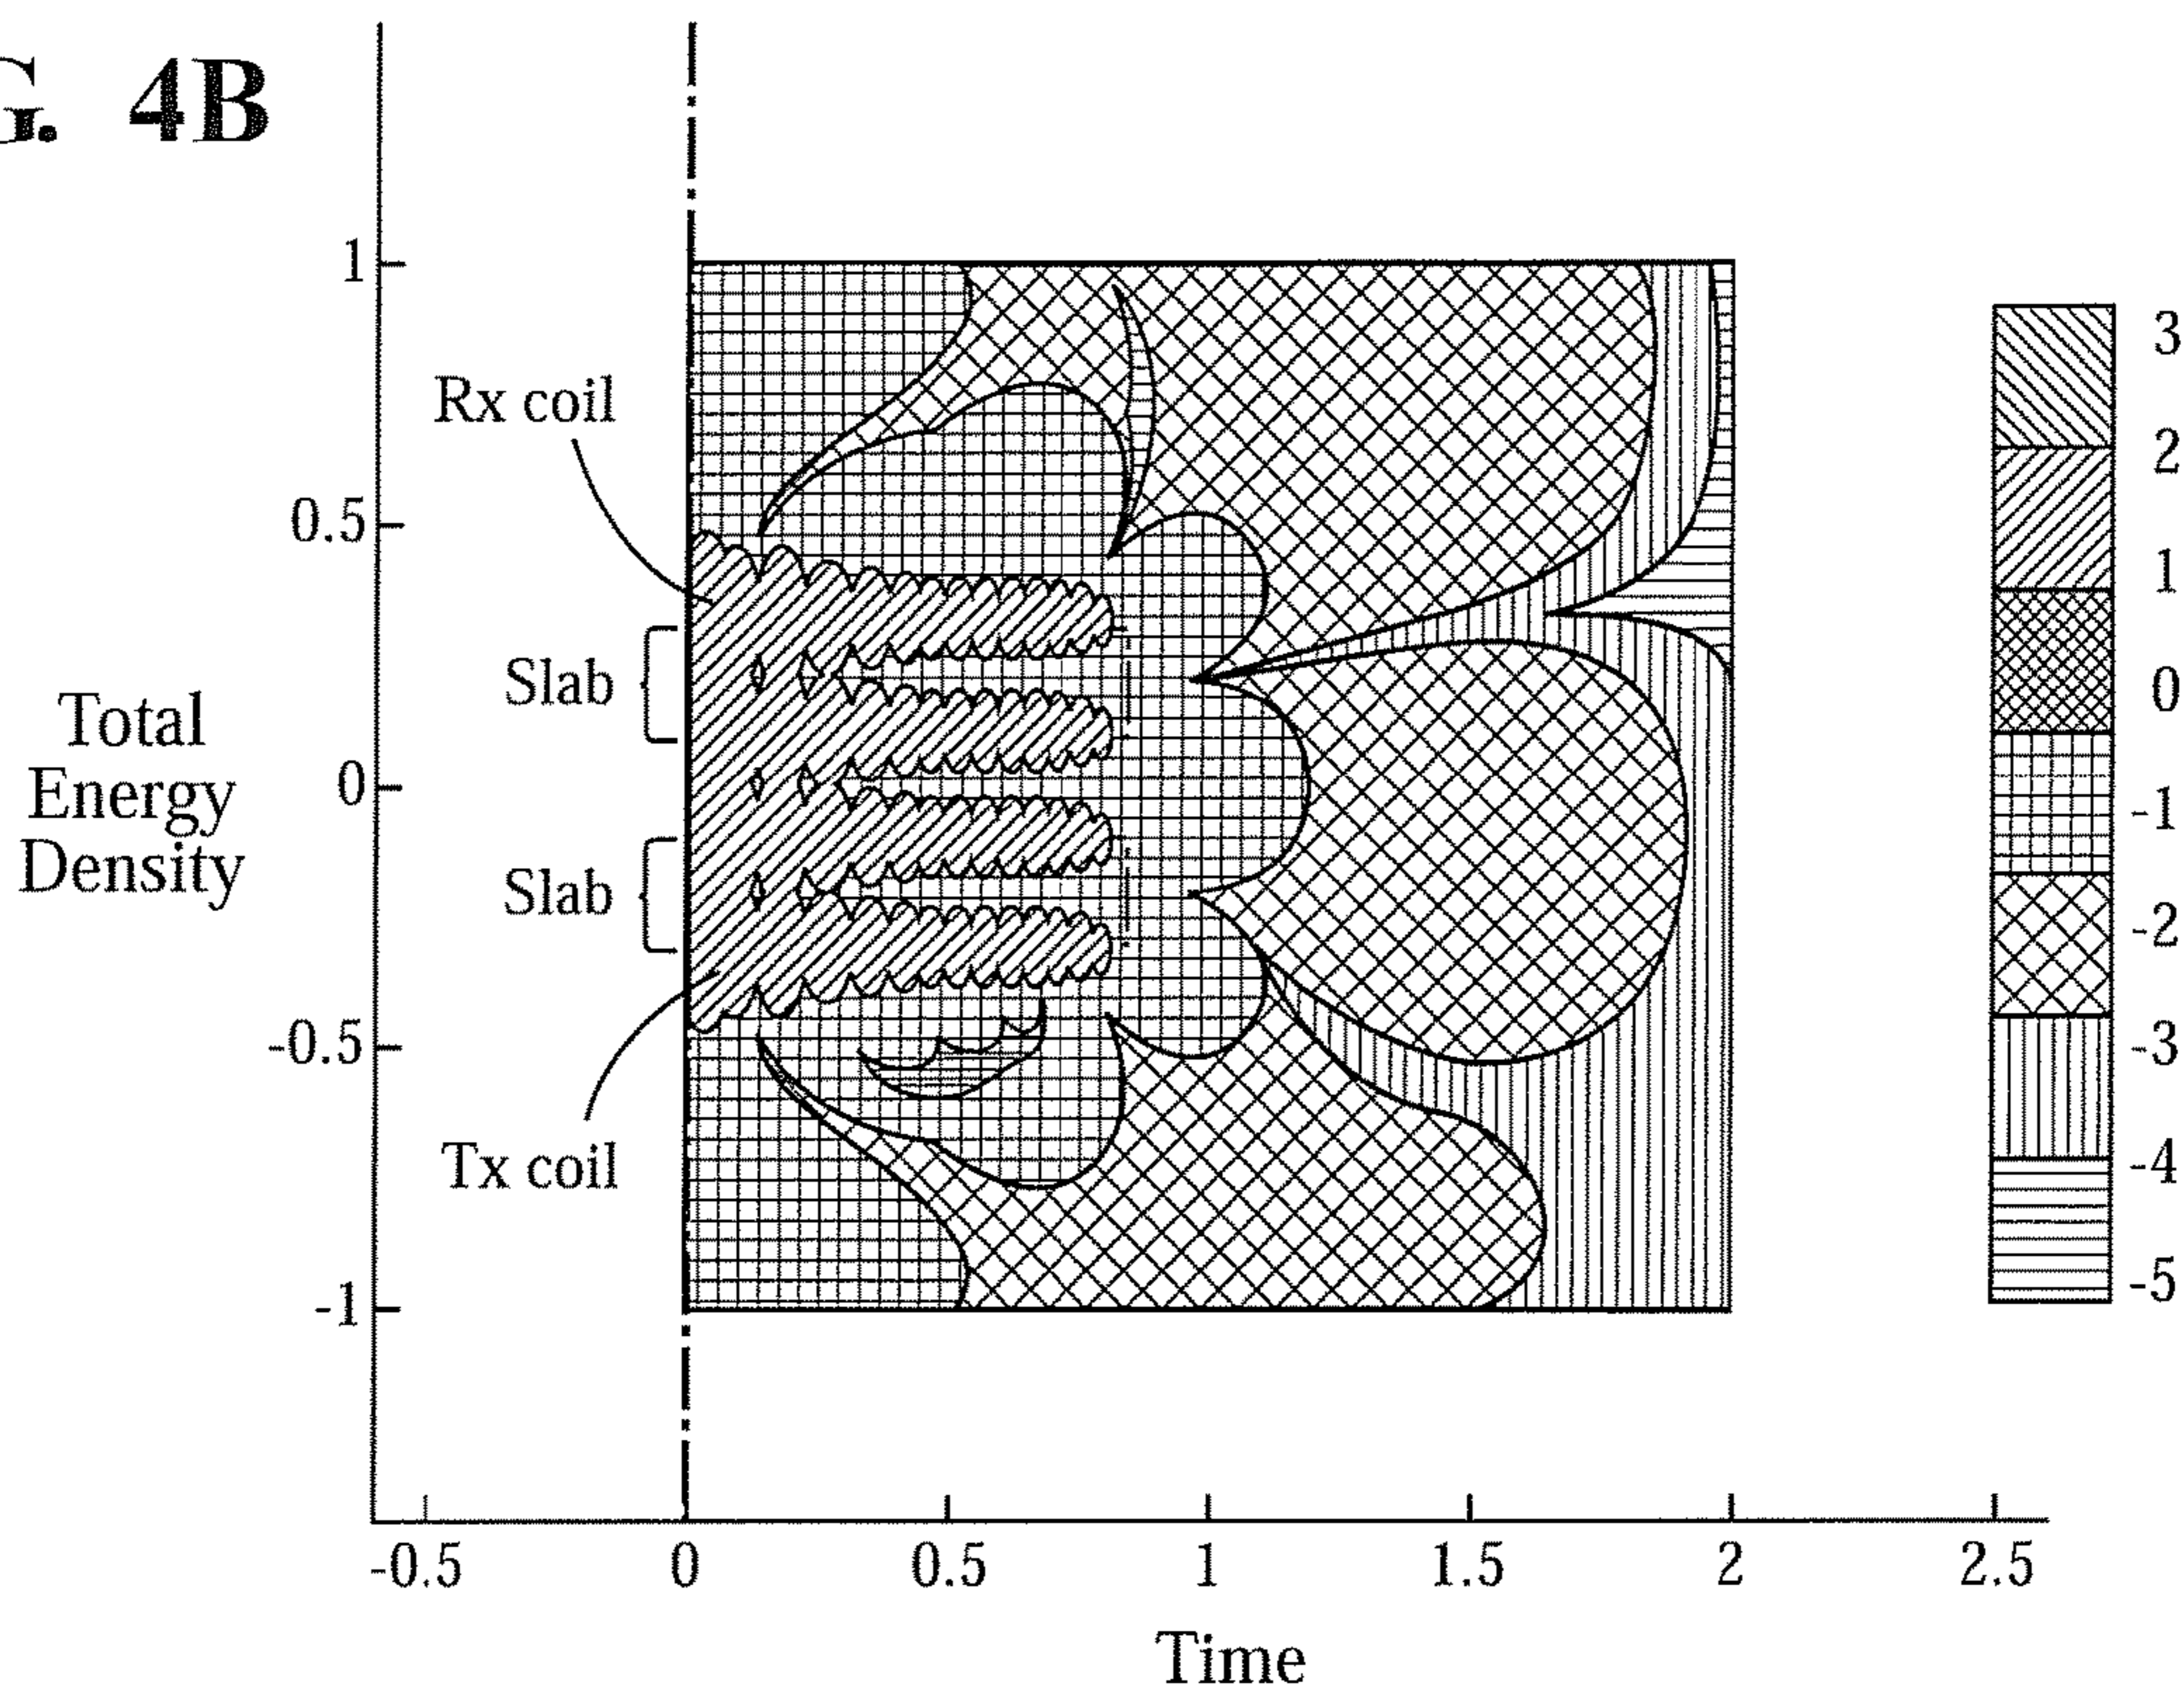 G. 4B
1
Rx coil
0.5
Slab
Total
Energy
Density
0
Slab
-0.5
Tx coil
-1
3
2
1
0
-1
-2
-3
-4
-5
-0.5 0 0.5 1 1.5 2 2.5
Time